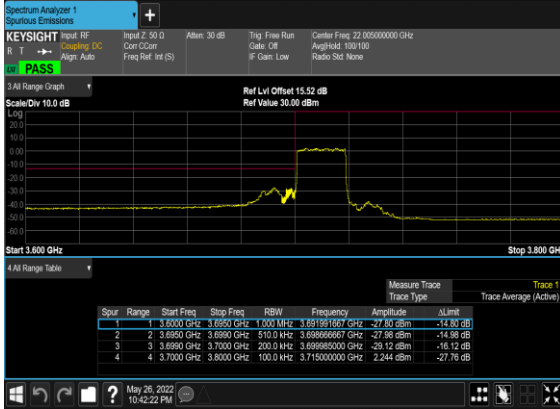 Spectrum Analyzer 1
Spurious Emissions
KEYSIGHT Input: RF Input Z: 50 Ω Atten: 30 dB Trig: Free Run Center Freq: 22.005000000 GHz
R T Coupling: DC Corr CCorr Gate: Off Avg|Hold: 100/100
Align: Auto Freq Ref: Int (S) IF Gain: Low Radio Std: None
PASS
3 All Range Graph
Ref Lvl Offset 15.52 dB
Scale/Div 10.0 dB Ref Value 30.00 dBm
Log
20.0
10.0
0.00
-10.0
-20.0
-30.0
-40.0
-50.0
-60.0
Start 3.600 GHz Stop 3.800 GH
4 All Range Table
Measure Trace Trace 1
Trace Type Trace Average (Active)
Spur Range Start Freq Stop Freq RBW Frequency Amplitude ΔLimit
1 1 3.6000 GHz 3.6950 GHz 1.000 MHz 3.691991667 GHz -27.80 dBm -14.80 dB
2 2 3.6950 GHz 3.6990 GHz 510.0 kHz 3.698666667 GHz -27.98 dBm -14.98 dB
3 3 3.6990 GHz 3.7000 GHz 200.0 kHz 3.699985000 GHz -29.12 dBm -16.12 dB
4 4 3.7000 GHz 3.8000 GHz 100.0 kHz 3.715000000 GHz 2.244 dBm -27.76 dB
May 26, 2022
10:42:22 PM